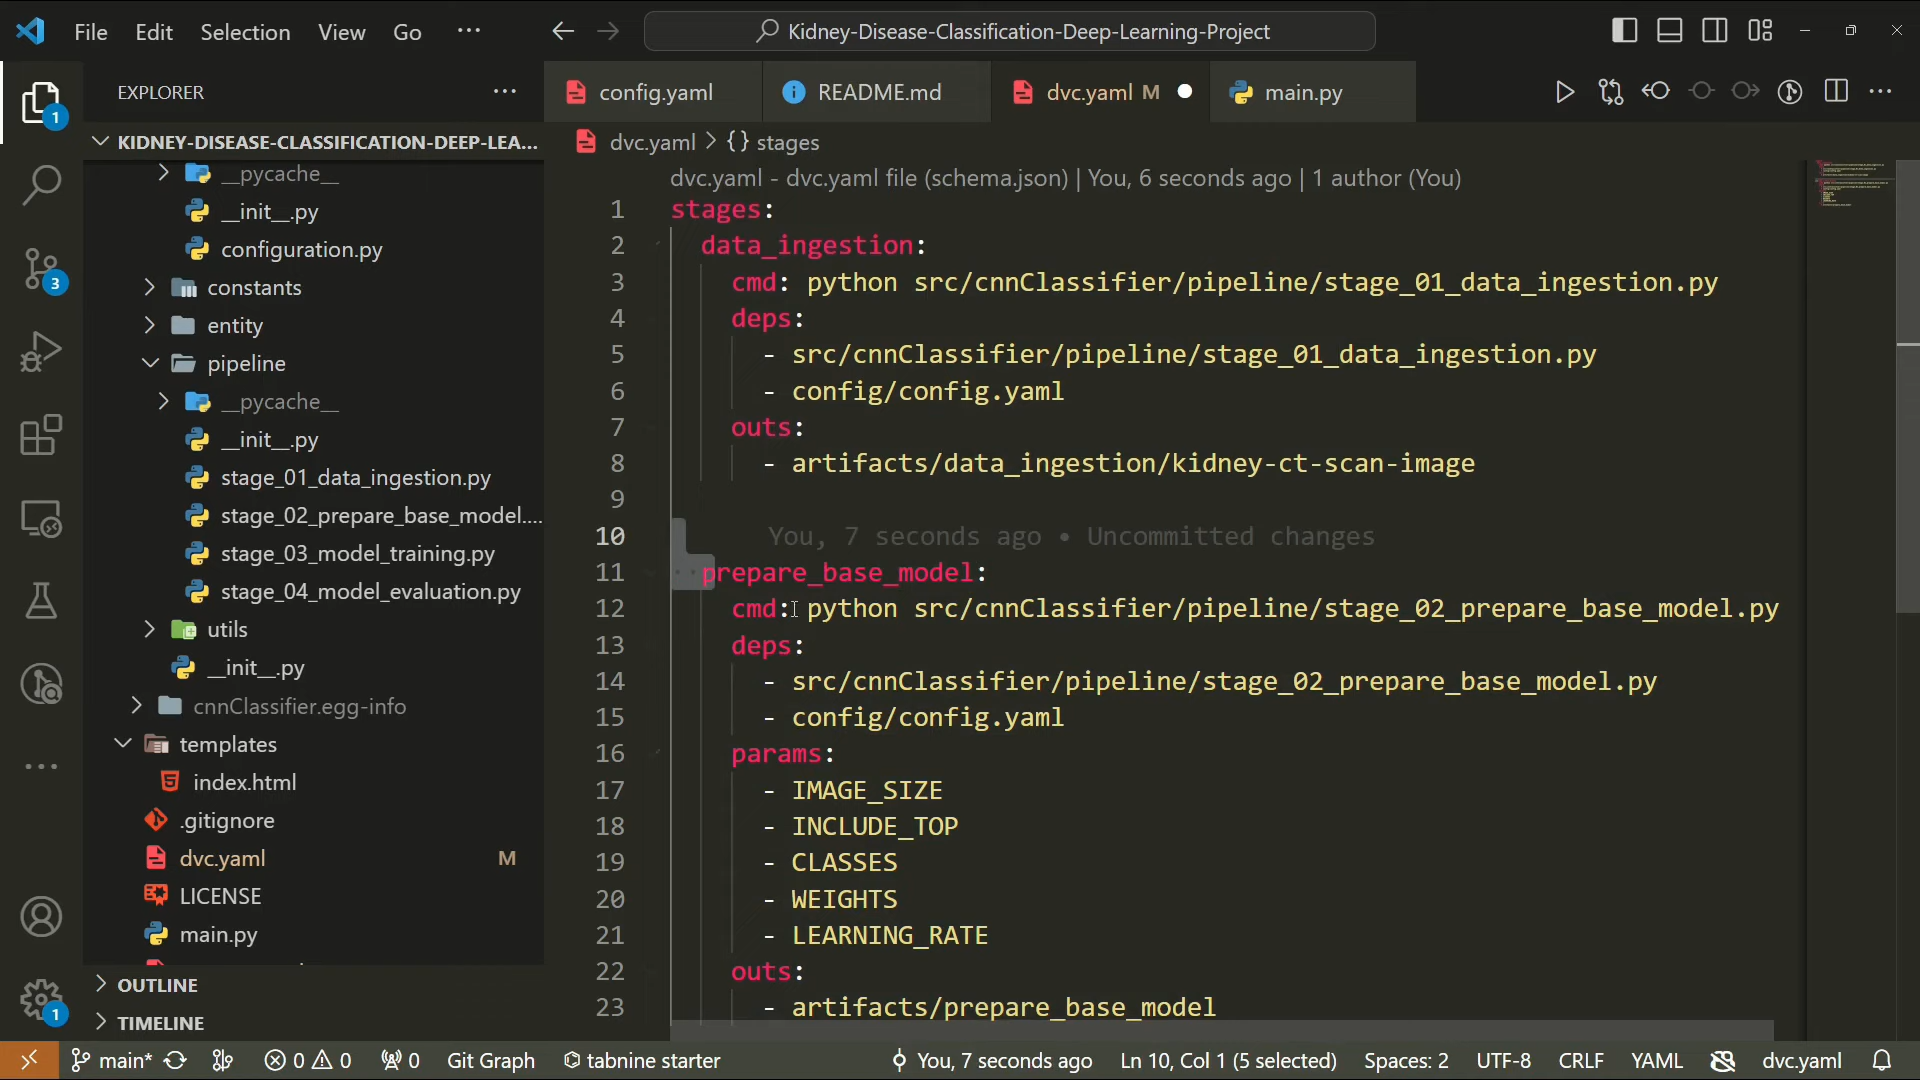 File Edit Selection View Go ... Kidney-Disease-Classification-Deep-Learning-Project
EXPLORER
KIDNEY-DISEASE-CLASSIFICATION-DEEP-LEA...
__pycache__
__init__.py
configuration.py
constants
entity
pipeline
__pycache__
__init__.py
stage_01_data_ingestion.py
stage_02_prepare_base_model....
stage_03_model_training.py
stage_04_model_evaluation.py
utils
__init__.py
cnnClassifier.egg-info
templates
index.html
.gitignore
dvc.yaml M
LICENSE
main.py
OUTLINE
TIMELINE
1
3
1
config.yaml README.md dvc.yaml M main.py
dvc.yaml > {} stages
dvc.yaml - dvc.yaml file (schema.json) | You, 6 seconds ago | 1 author (You)
1 stages:
2 data_ingestion:
3 cmd: python src/cnnClassifier/pipeline/stage_01_data_ingestion.py
4 deps:
5 - src/cnnClassifier/pipeline/stage_01_data_ingestion.py
6 - config/config.yaml
7 outs:
8 - artifacts/data_ingestion/kidney-ct-scan-image
9
10 You, 7 seconds ago • Uncommitted changes
11 prepare_base_model:
12 cmd: python src/cnnClassifier/pipeline/stage_02_prepare_base_model.py
13 deps:
14 - src/cnnClassifier/pipeline/stage_02_prepare_base_model.py
15 - config/config.yaml
16 params:
17 - IMAGE_SIZE
18 - INCLUDE_TOP
19 - CLASSES
20 - WEIGHTS
21 - LEARNING_RATE
22 outs:
23 - artifacts/prepare_base_model
main* 0 0 0 Git Graph tabnine starter You, 7 seconds ago Ln 10, Col 1 (5 selected) Spaces: 2 UTF-8 CRLF YAML dvc.yaml